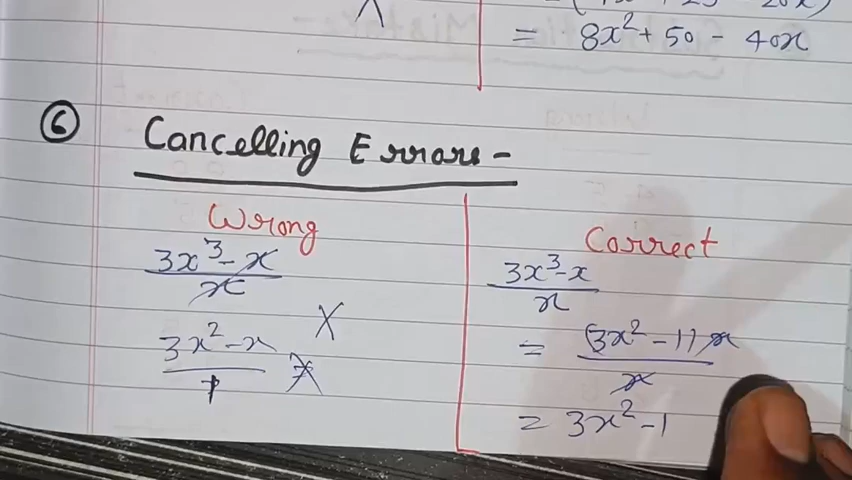 = 8x² + 50 - 40x
⑥ Cancelling Errors -
Wrong
3x³ - x
x
3x² - x
1
Correct
3x³ - x
x
= (3x² - 1) x
x
= 3x² - 1